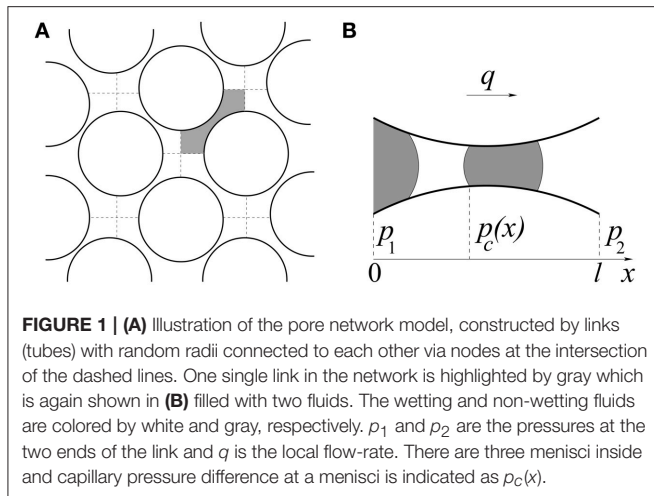 A
B
q
p1
pc(x)
p2
0
l
x
FIGURE 1 | (A) Illustration of the pore network model, constructed by links
(tubes) with random radii connected to each other via nodes at the intersection
of the dashed lines. One single link in the network is highlighted by gray which
is again shown in (B) filled with two fluids. The wetting and non-wetting fluids
are colored by white and gray, respectively. p1 and p2 are the pressures at the
two ends of the link and q is the local flow-rate. There are three menisci inside
and capillary pressure difference at a menisci is indicated as pc(x).